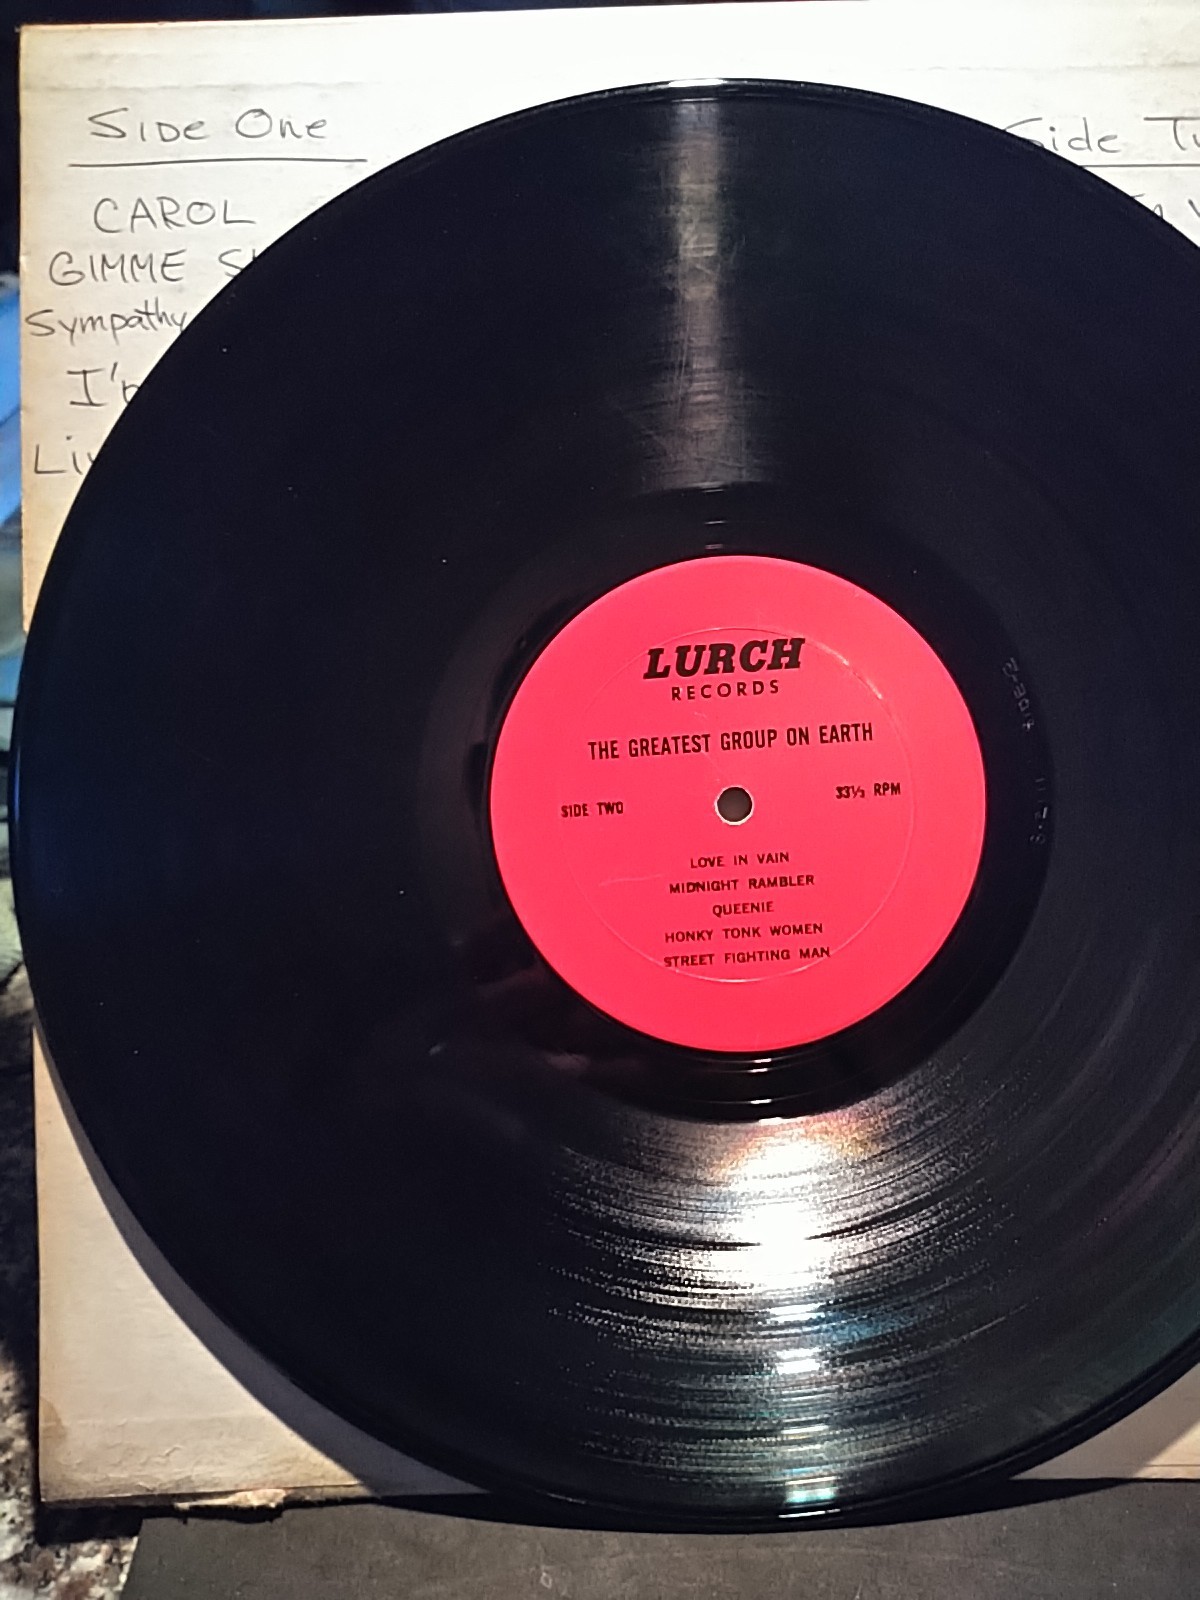 Side One
CAROL
GIMME
Sympathy
Side
LURCH
RECORDS
THE GREATEST GROUP ON EARTH
SIDE TWO
33⅓ RPM
LOVE IN VAIN
MIDNIGHT RAMBLER
QUEENIE
HONKY TONK WOMEN
STREET FIGHTING MAN